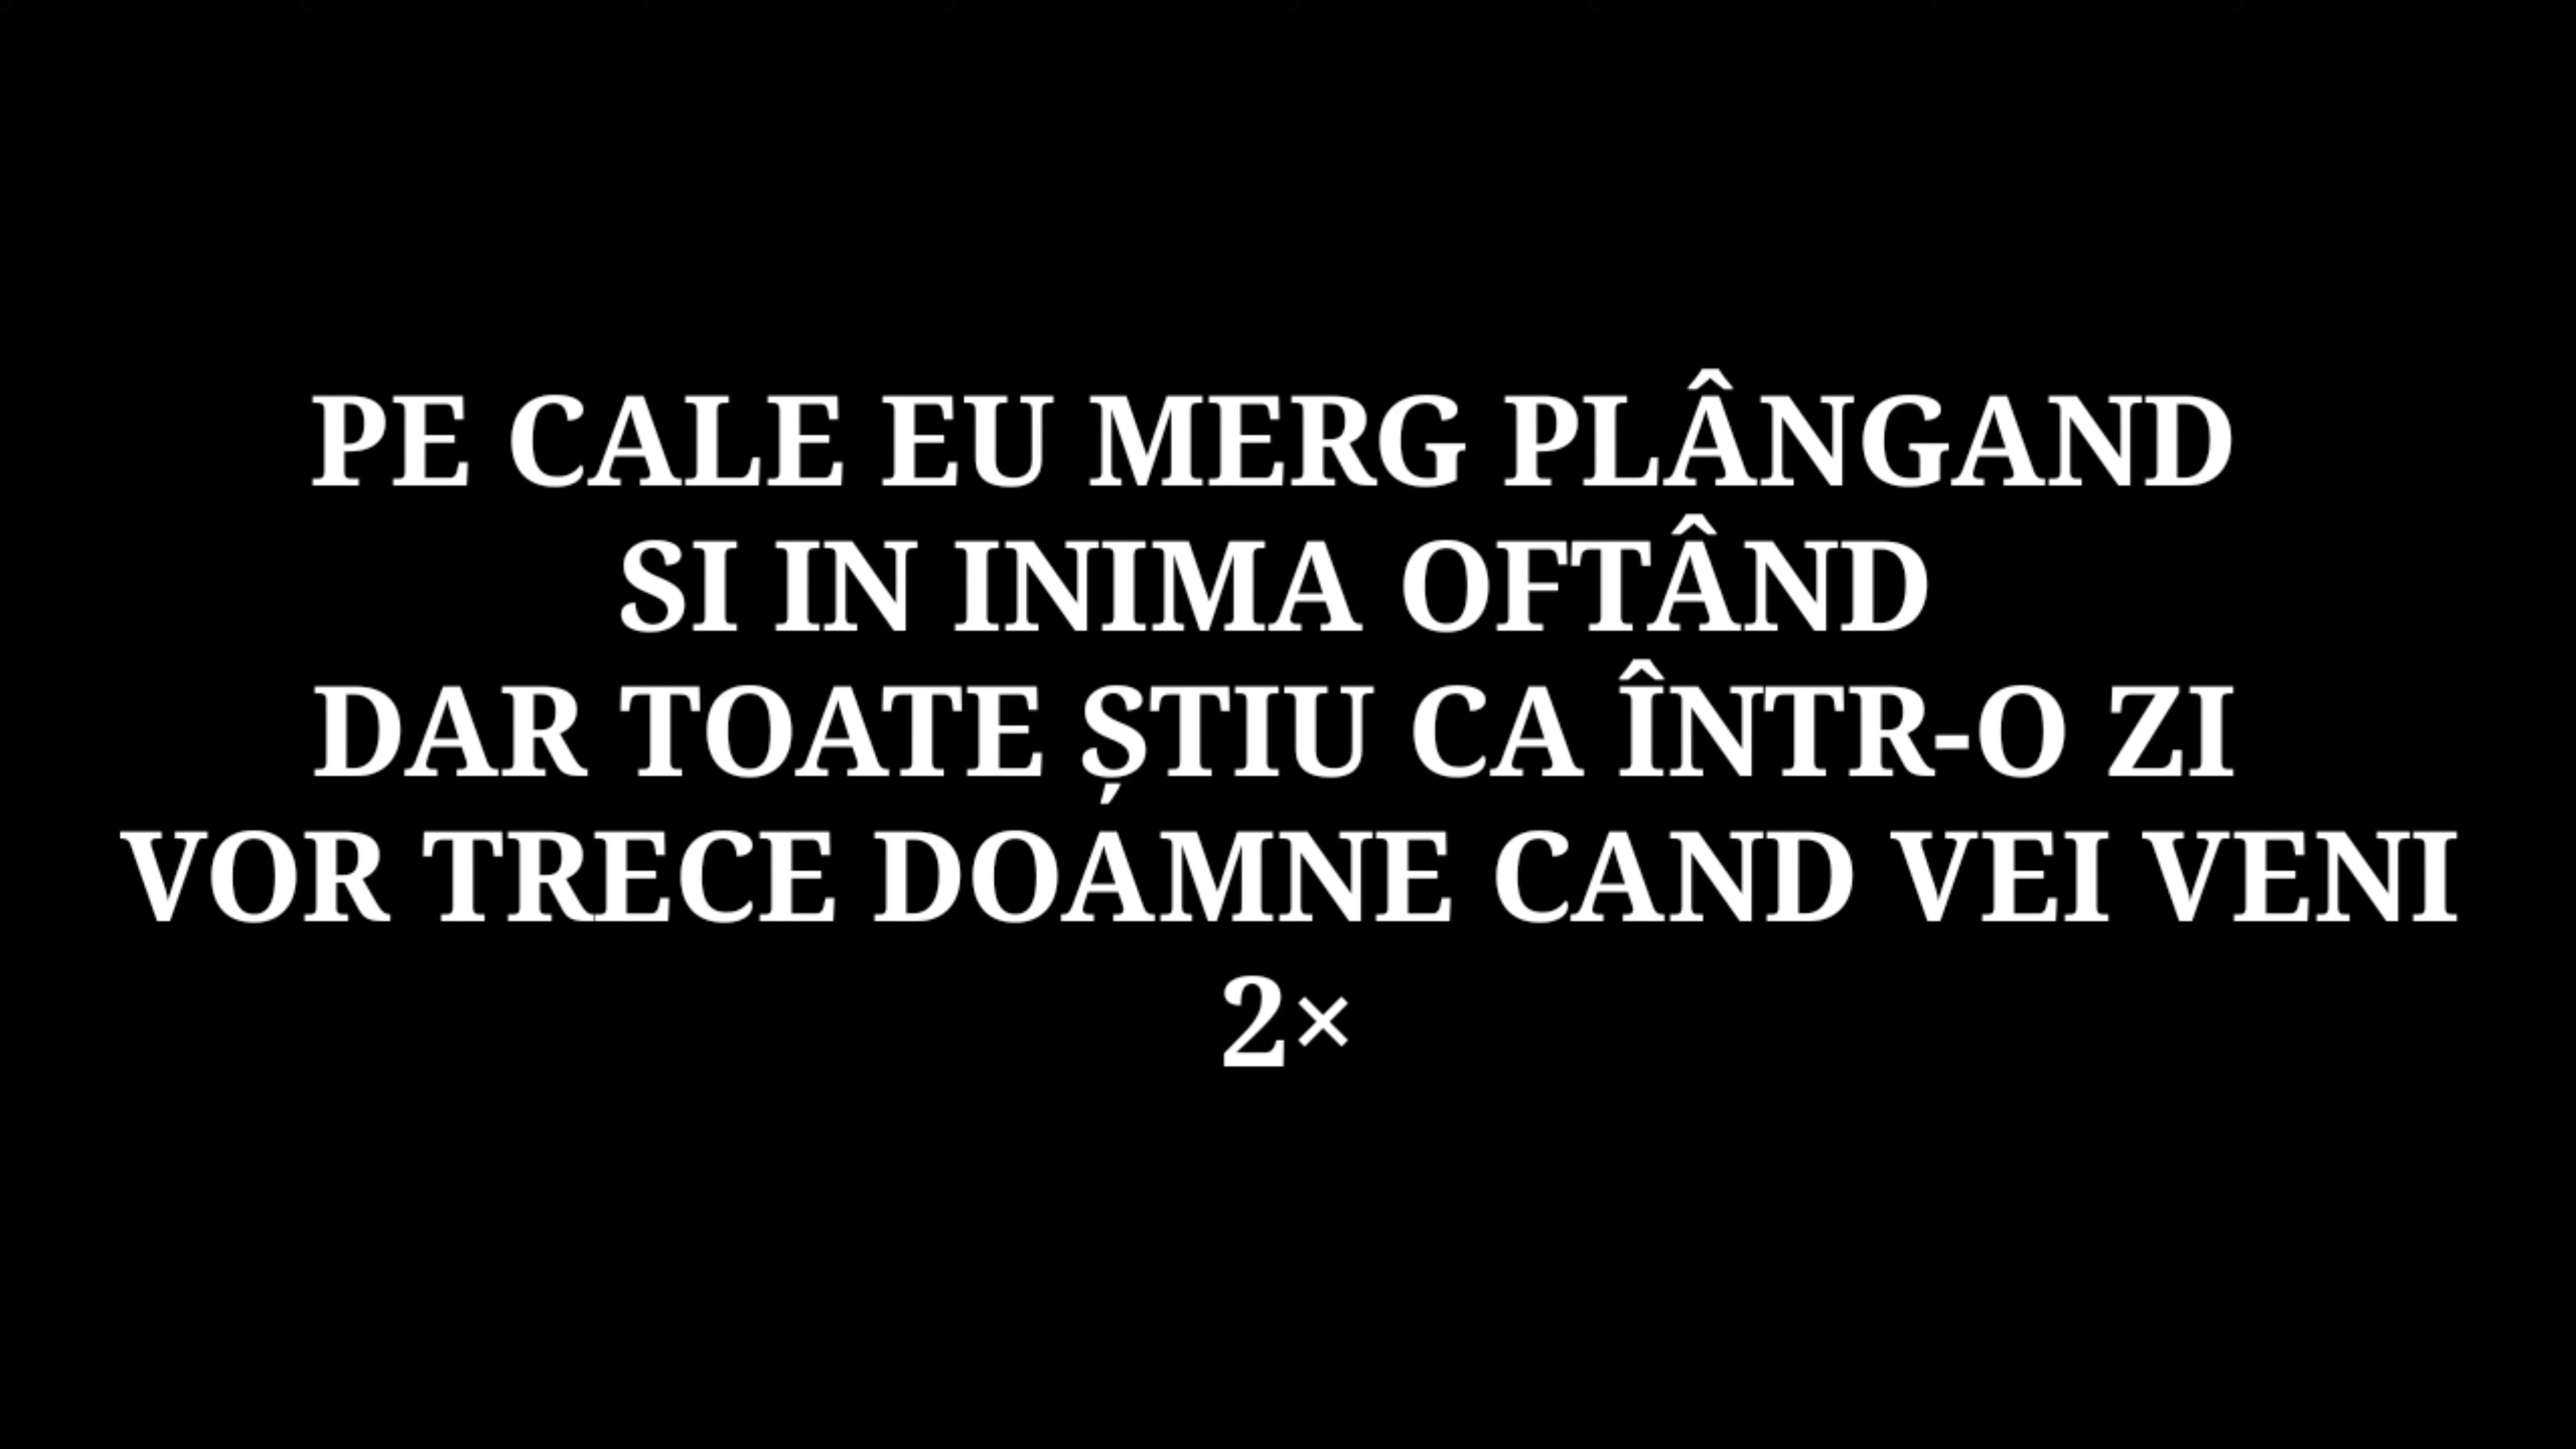 PE CALE EU MERG PLÂNGAND
SI IN INIMA OFTÂND
DAR TOATE ȘTIU CA ÎNTR-O ZI
VOR TRECE DOAMNE CAND VEI VENI
2×